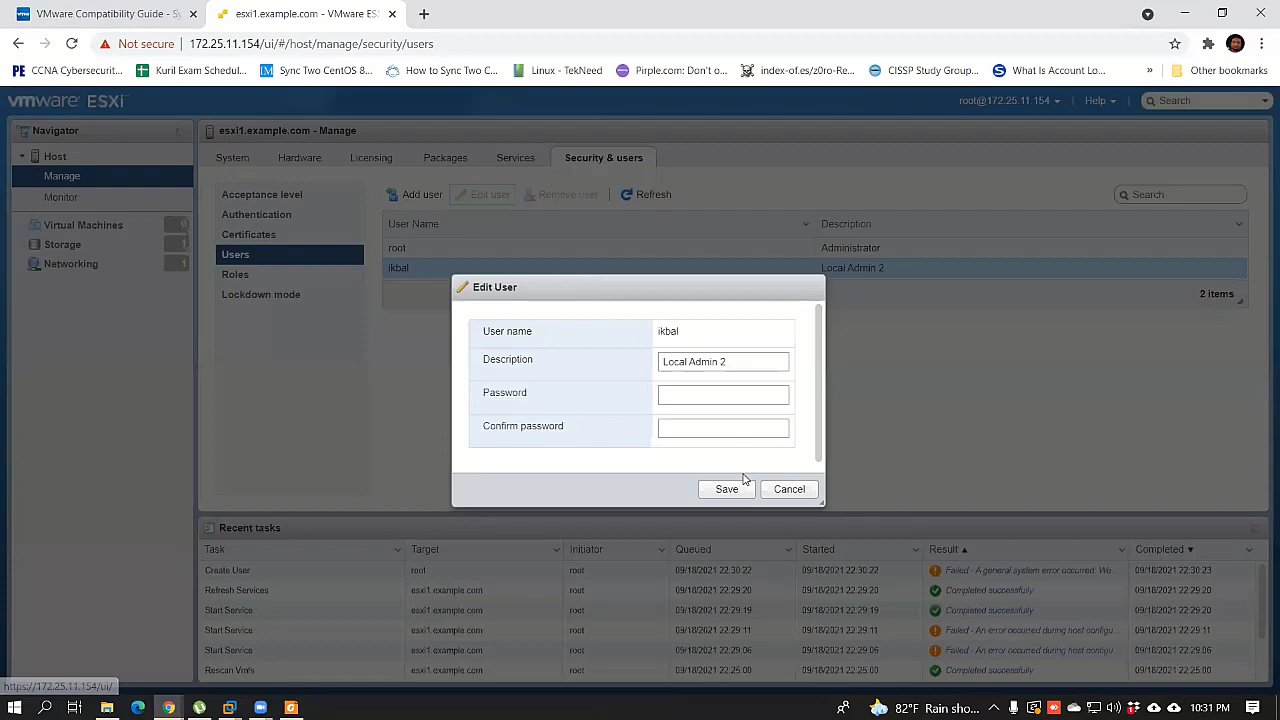 VMware Compatibility Guide - Sy
esxi1.example.com - VMware ES
Not secure
172.25.11.154/ui/#/host/manage/security/users
CCNA Cybersecurit...
Kuril Exam Schedul...
Sync Two CentOS 8...
How to Sync Two C...
Linux - TekNeed
Pirple.com: Don't o...
index-of.es/z0ro-Re...
CISSP Study Group...
What Is Account Lo...
»
Other bookmarks
vmware ESXi™
root@172.25.11.154
Help
Search
Navigator
esxi1.example.com - Manage
Host
Manage
Monitor
Virtual Machines 0
Storage 1
Networking 1
System
Hardware
Licensing
Packages
Services
Security & users
Acceptance level
Authentication
Certificates
Users
Roles
Lockdown mode
Add user
Edit user
Remove user
Refresh
Search
User Name Description
root Administrator
ikbal Local Admin 2
2 items
Edit User
User name ikbal
Description Local Admin 2
Password
Confirm password
Save
Cancel
Recent tasks
Task Target Initiator Queued Started Result Completed
Create User root root 09/18/2021 22:30:22 09/18/2021 22:30:22 Failed - A general system error occurred: We... 09/18/2021 22:30:23
Refresh Services esxi1.example.com root 09/18/2021 22:29:20 09/18/2021 22:29:20 Completed successfully 09/18/2021 22:29:20
Start Service esxi1.example.com root 09/18/2021 22:29:19 09/18/2021 22:29:19 Completed successfully 09/18/2021 22:29:20
Start Service esxi1.example.com root 09/18/2021 22:29:11 09/18/2021 22:29:11 Failed - An error occurred during host configu... 09/18/2021 22:29:11
Start Service esxi1.example.com root 09/18/2021 22:29:06 09/18/2021 22:29:06 Failed - An error occurred during host configu... 09/18/2021 22:29:06
Rescan Vmfs esxi1.example.com root 09/18/2021 22:25:00 09/18/2021 22:25:00 Completed successfully 09/18/2021 22:25:00
https://172.25.11.154/ui/
82°F Rain sho...
10:31 PM